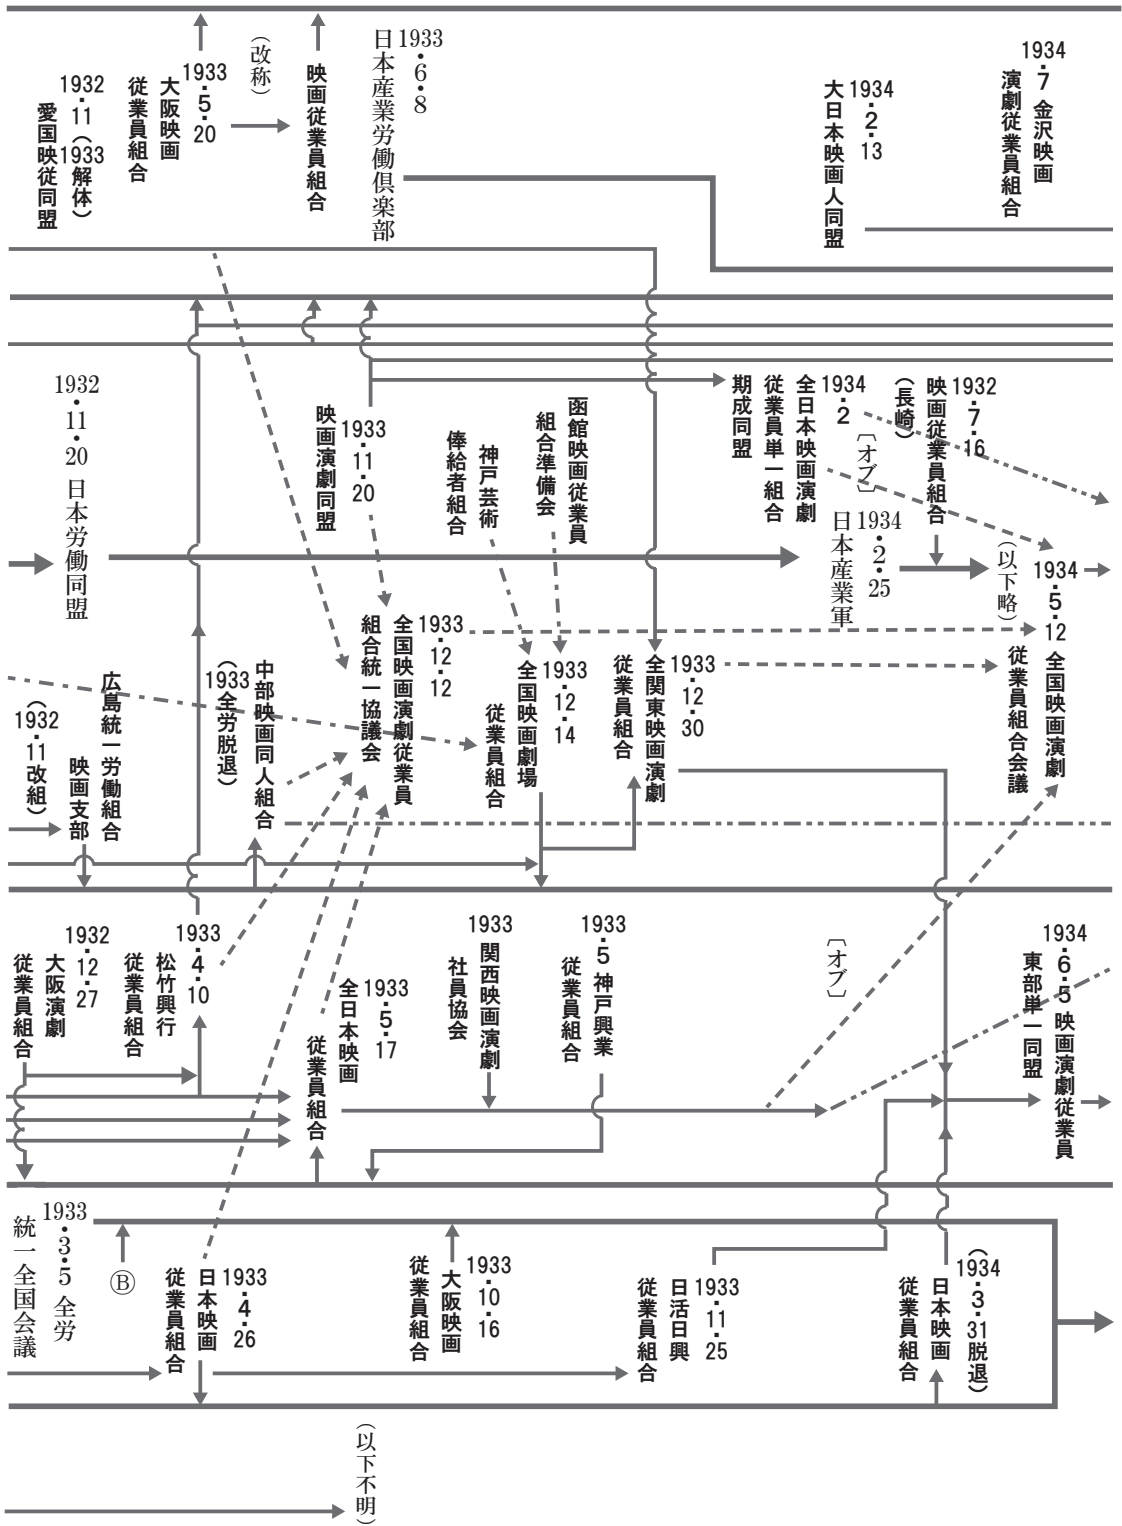 1934・7 金沢映画
演劇従業員組合
1934・2・13
大日本映画人同盟
1933・6・8
日本産業労働倶楽部
映画従業員組合
（改称）
1933・5・20
大阪映画
従業員組合
1932・11（1933解体）
愛国映従同盟
1934・5・12 全国映画演劇
従業員組合会議
（以下略）
1932・7・16
映画従業員組合
（長崎）
1934・2・25
日本産業軍
〔オブ〕
1934・2
全日本映画演劇
従業員単一組合
期成同盟
1933・12・30
全関東映画演劇
従業員組合
函館映画従業員
組合準備会
1933・12・14
全国映画劇場
従業員組合
神戸芸術
俸給者組合
1933・12・12
全国映画演劇従業員
組合統一協議会
1933・11・20
映画演劇同盟
中部映画同人組合
（1933全労脱退）
1932・11・20 日本労働同盟
広島統一労働組合
映画支部
（1932・11改組）
1934・6・5 映画演劇従業員
東部単一同盟
〔オブ〕
1933・5 神戸興業
従業員組合
1933 関西映画演劇
社員協会
1933・5・17
全日本映画
従業員組合
1933・4・10
松竹興行
従業員組合
1932・12・27
大阪演劇
従業員組合
（1934・3・31脱退）
日本映画
従業員組合
1933・11・25
日活日興
従業員組合
1933・10・16
大阪映画
従業員組合
1933・4・26
日本映画
従業員組合
Ⓑ
1933・3・5 全労
統一全国会議
（以下不明）